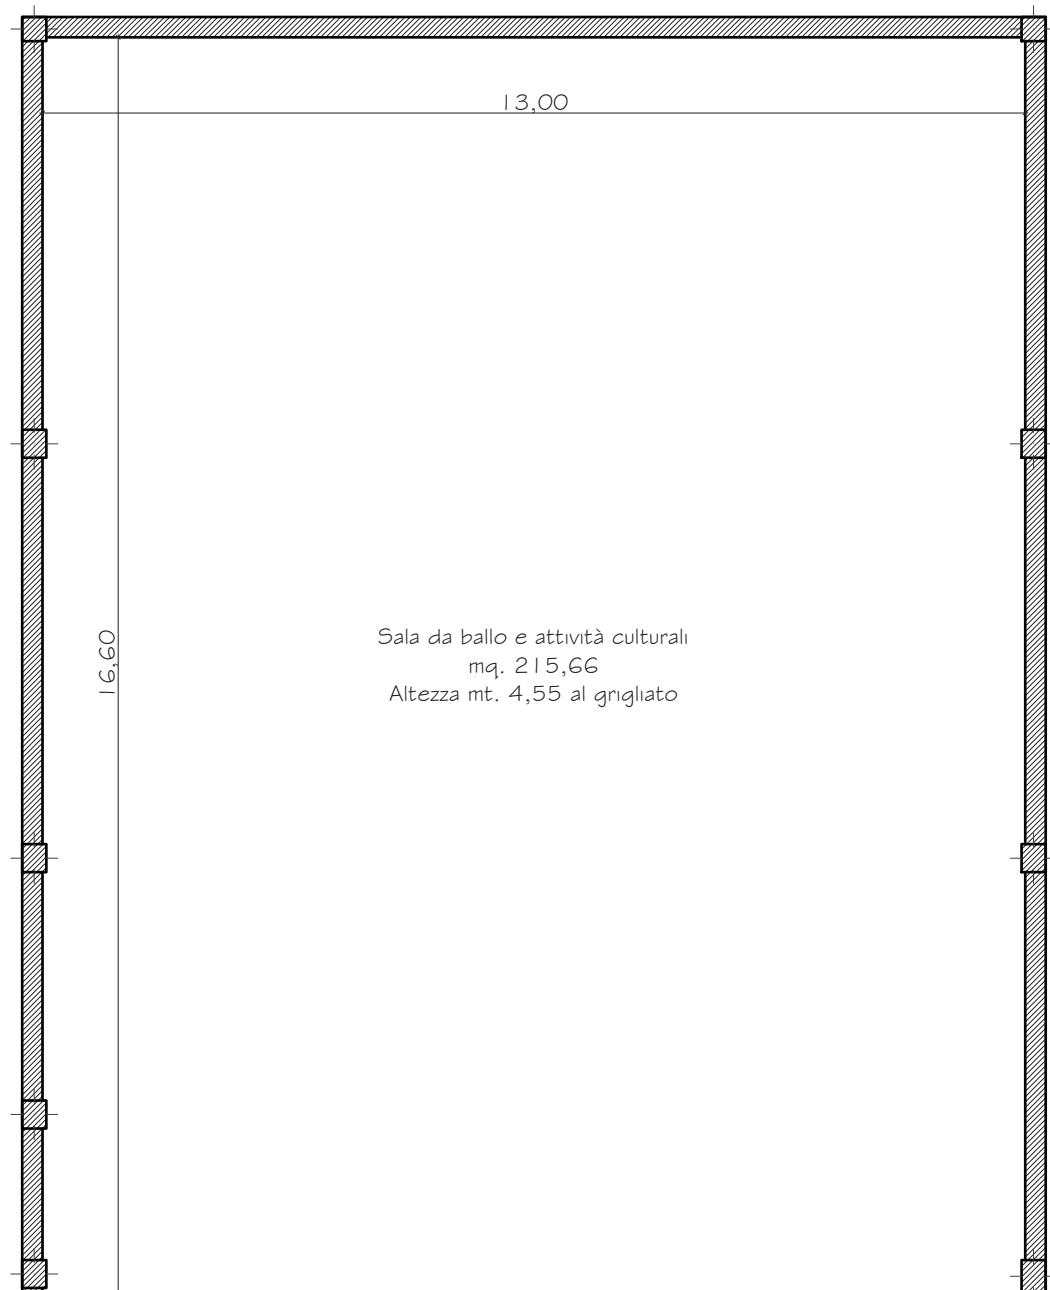 13,00
16,60
Sala da ballo e attività culturali
mq. 215,66
Altezza mt. 4,55 al grigliato